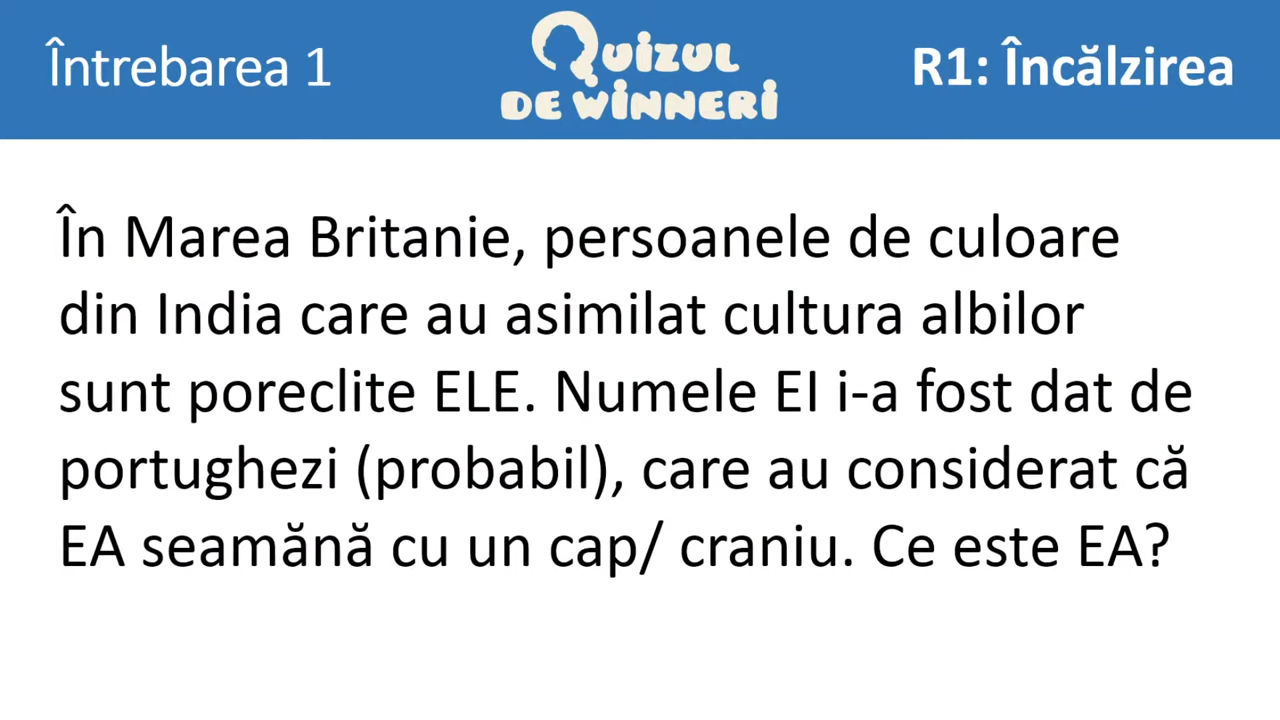 Întrebarea 1
QUIZUL
DE WINNERI
R1: Încălzirea
În Marea Britanie, persoanele de culoare
din India care au asimilat cultura albilor
sunt poreclite ELE. Numele EI i-a fost dat de
portughezi (probabil), care au considerat că
EA seamănă cu un cap/ craniu. Ce este EA?